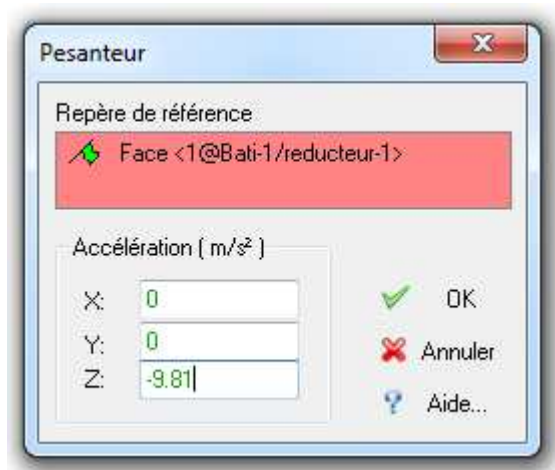 Pesanteur
Repère de référence
Face <1@Bati-1/reducteur-1>
Accélération ( m/s² )
X: 0
Y: 0
Z: -9.81
OK
Annuler
Aide...